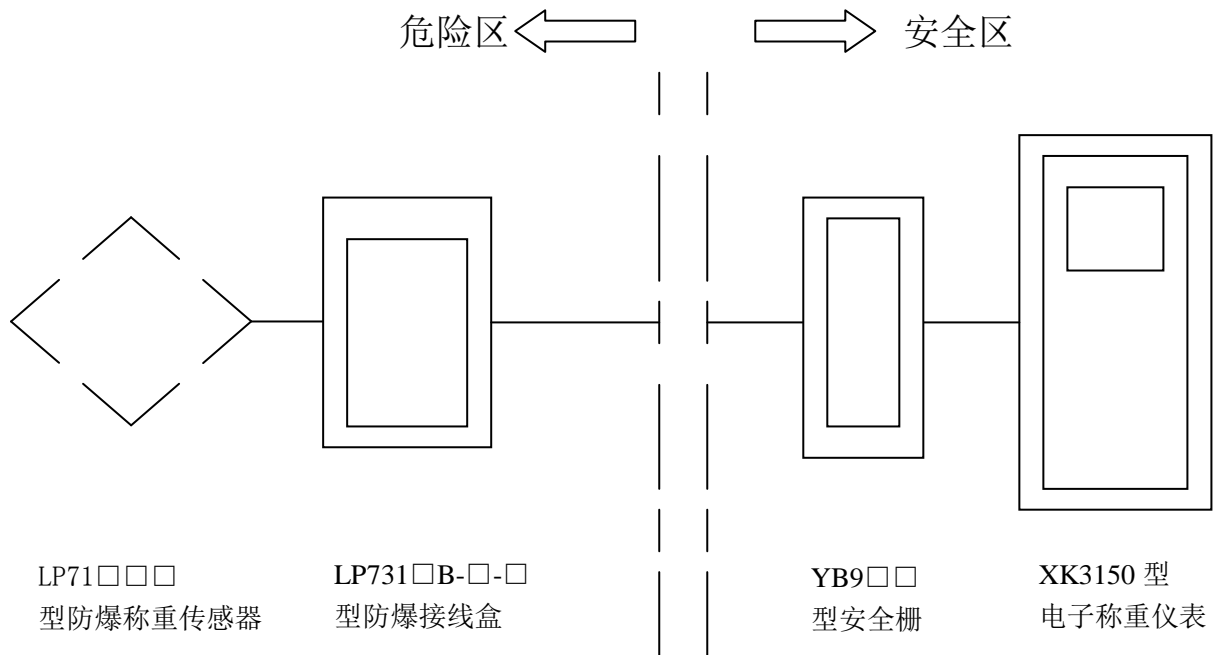 危险区
安全区
LP71□□□
型防爆称重传感器
LP731□B-□-□
型防爆接线盒
YB9□□
型安全栅
XK3150 型
电子称重仪表